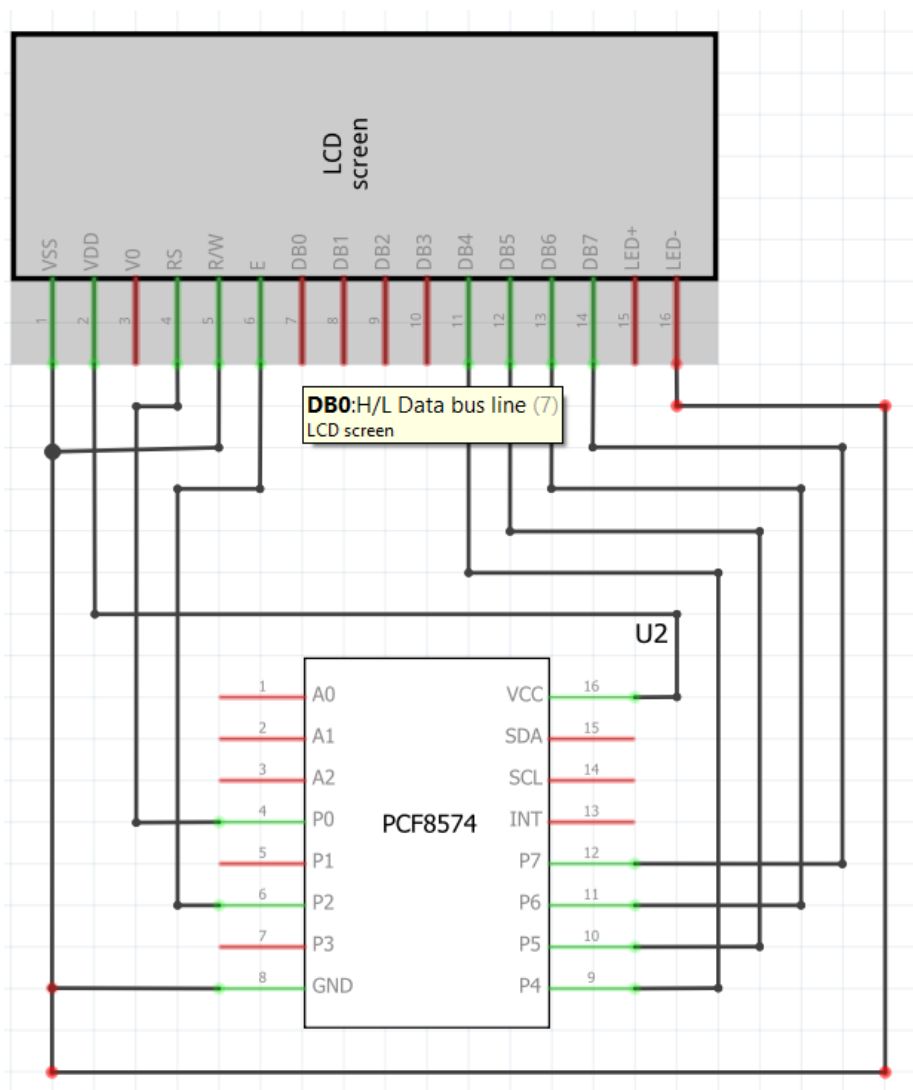 LCD
screen
VSS
VDD
V0
RS
R/W
E
DB0
DB1
DB2
DB3
DB4
DB5
DB6
DB7
LED+
LED-
1
2
3
4
5
6
7
8
9
10
11
12
13
14
15
16
DB0:H/L Data bus line (7)
LCD screen
U2
1 A0
2 A1
3 A2
4 P0
5 P1
6 P2
7 P3
8 GND
PCF8574
VCC 16
SDA 15
SCL 14
INT 13
P7 12
P6 11
P5 10
P4 9